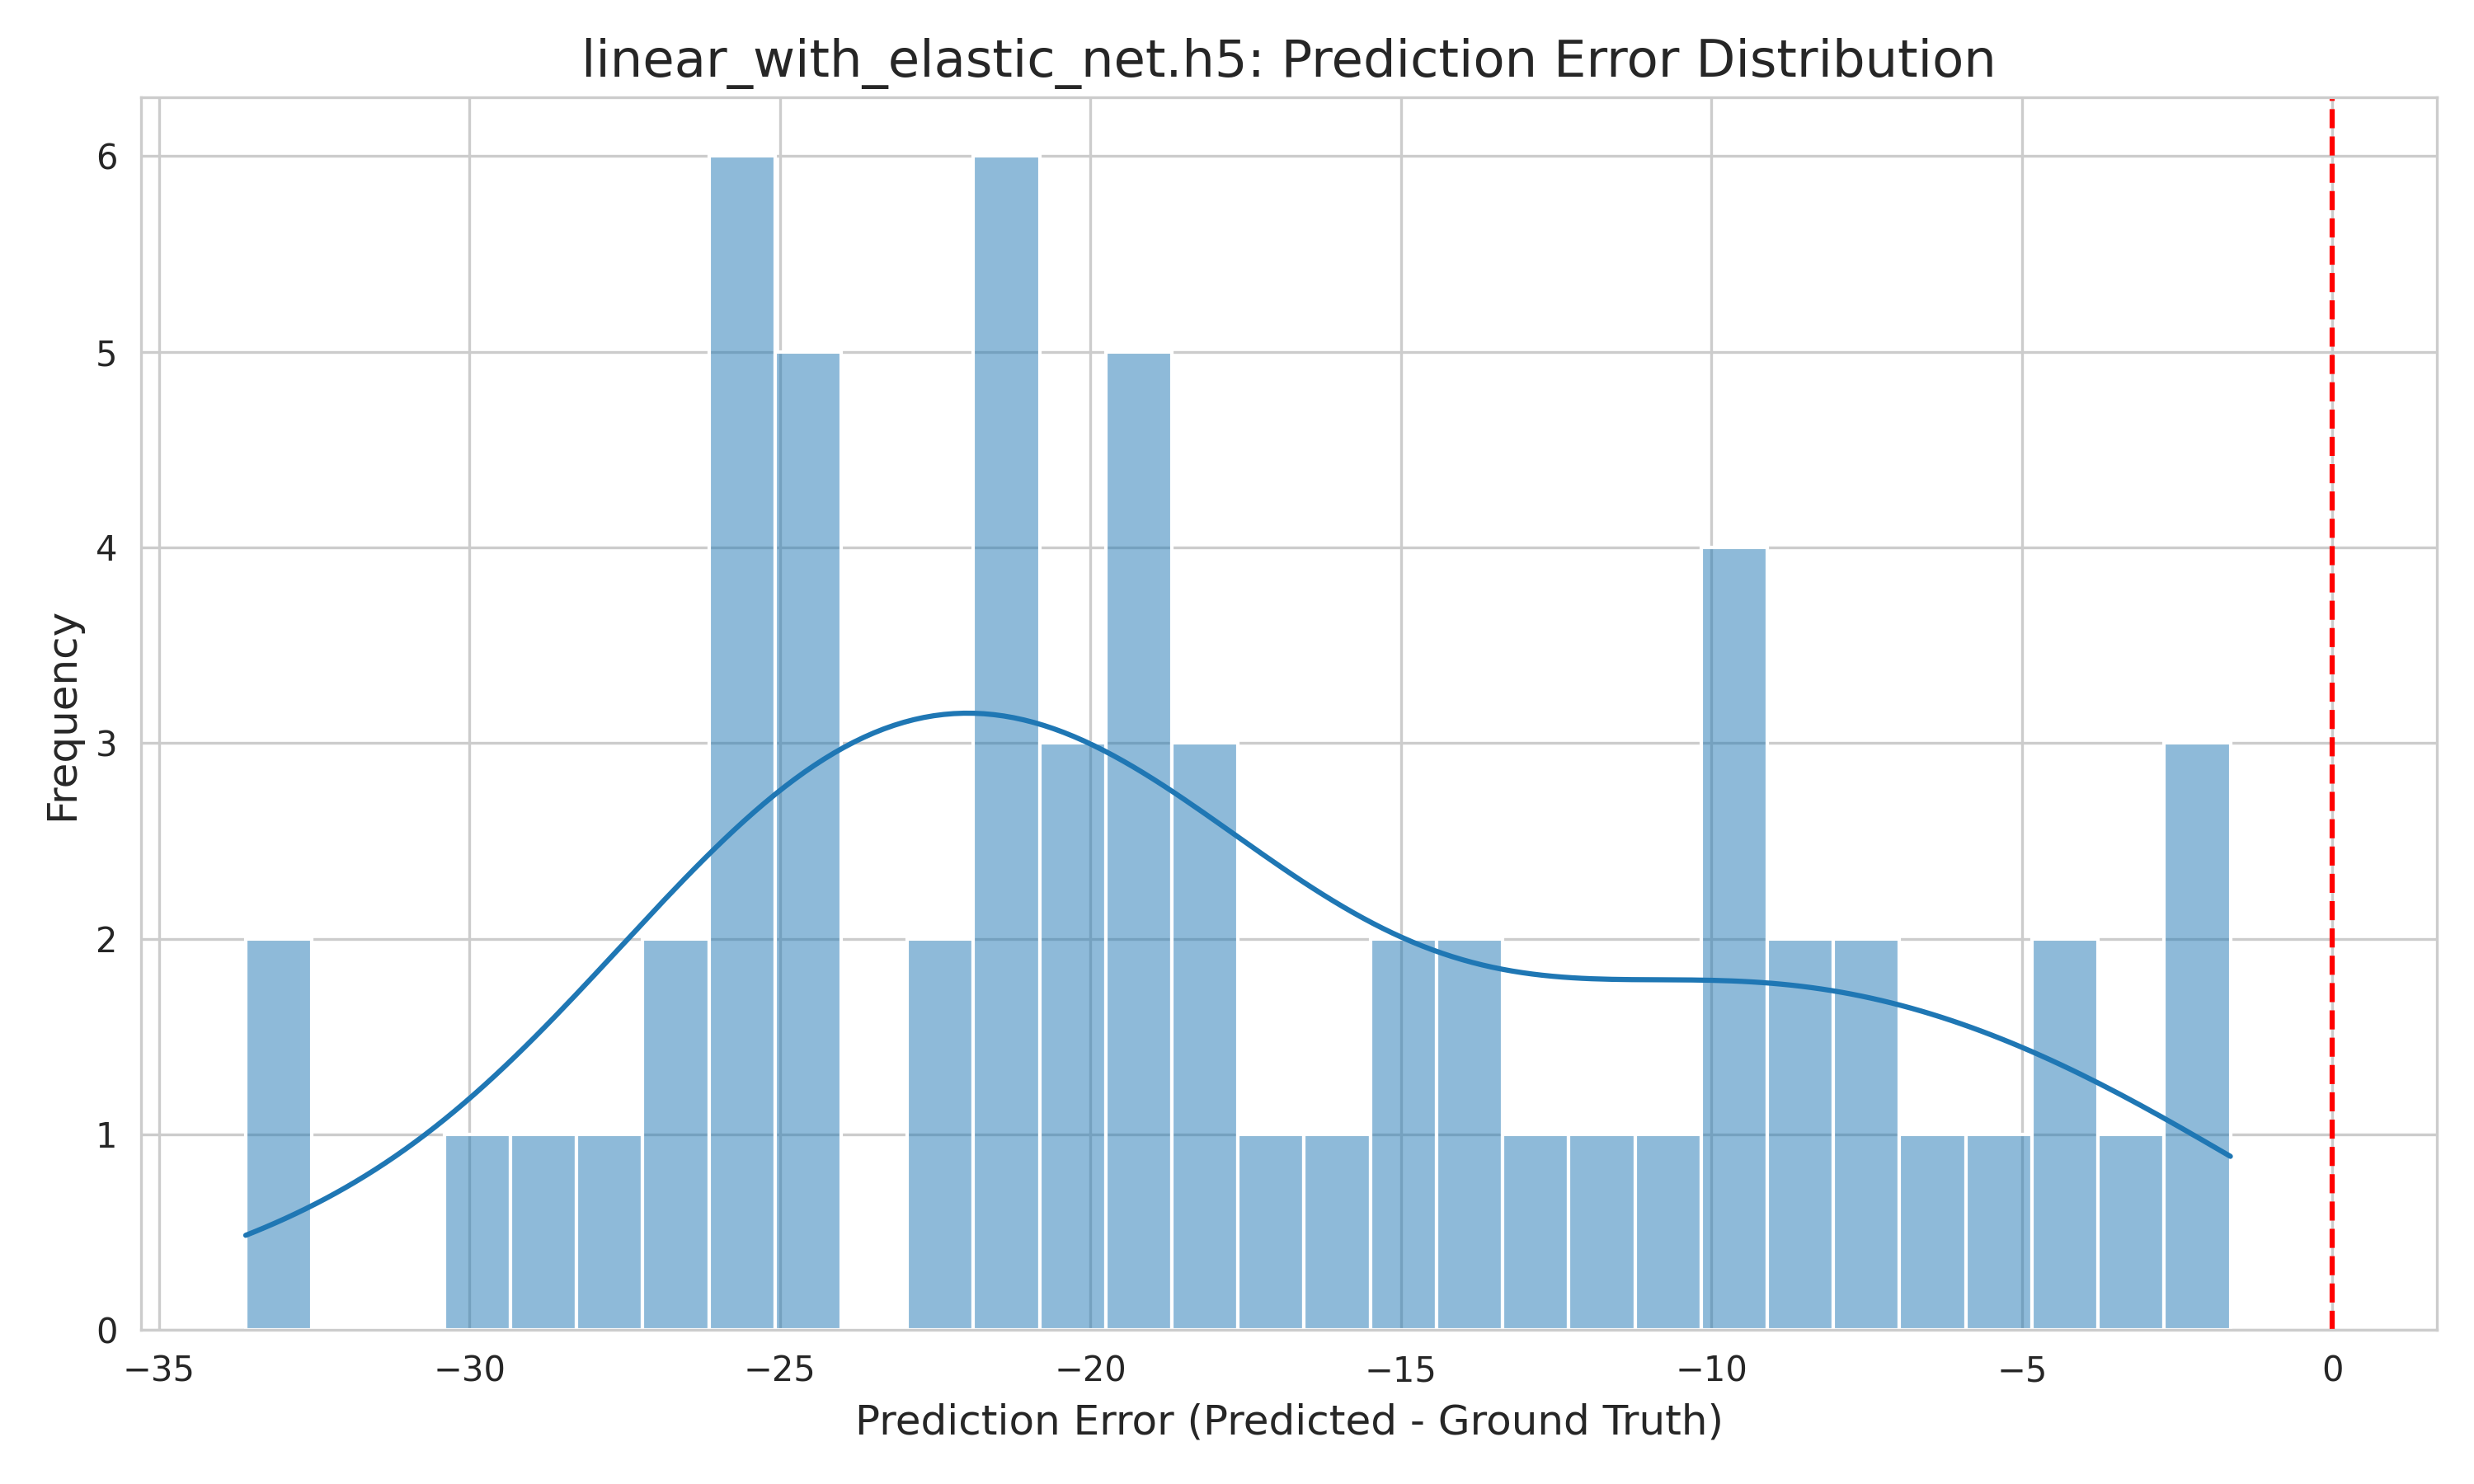 linear_with_elastic_net.h5: Prediction Error Distribution
Frequency
6
5
4
3
2
1
0
−35 −30 −25 −20 −15 −10 −5 0
Prediction Error (Predicted - Ground Truth)